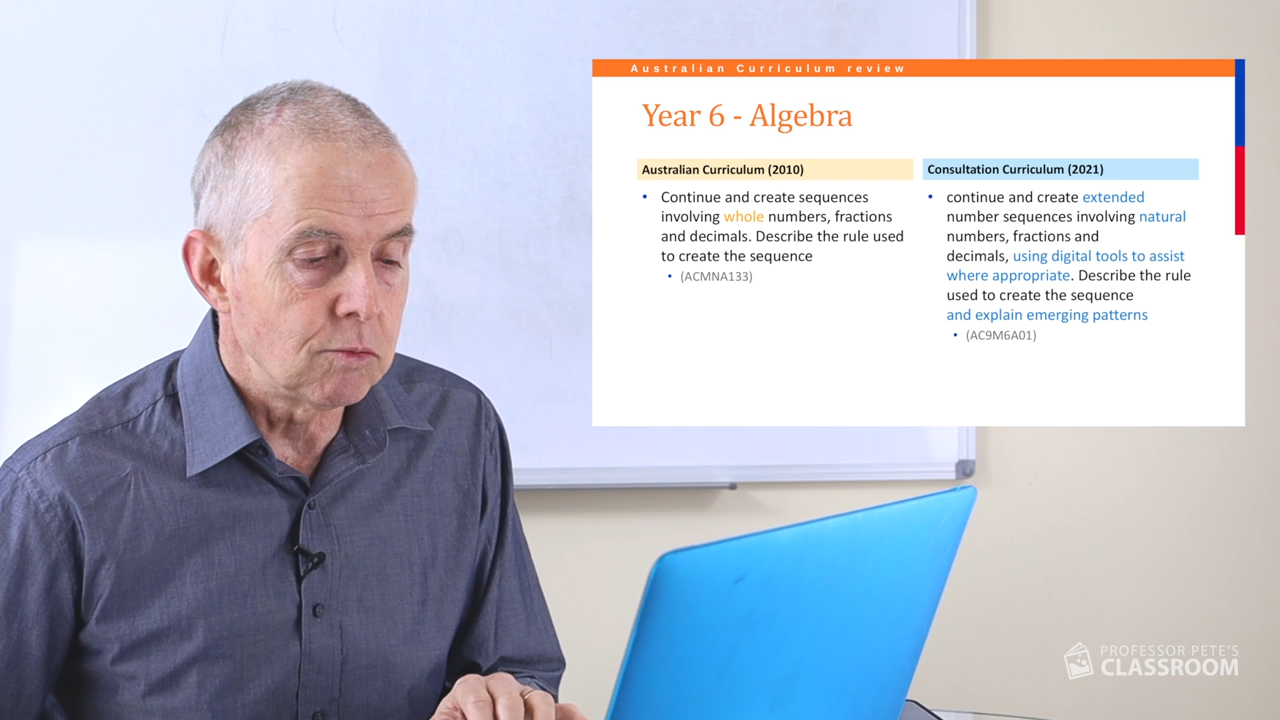 Australian Curriculum review
Year 6 - Algebra
Australian Curriculum (2010)
• Continue and create sequences
involving whole numbers, fractions
and decimals. Describe the rule used
to create the sequence
• (ACMNA133)
Consultation Curriculum (2021)
• continue and create extended
number sequences involving natural
numbers, fractions and
decimals, using digital tools to assist
where appropriate. Describe the rule
used to create the sequence
and explain emerging patterns
• (AC9M6A01)
PROFESSOR PETE'S
CLASSROOM